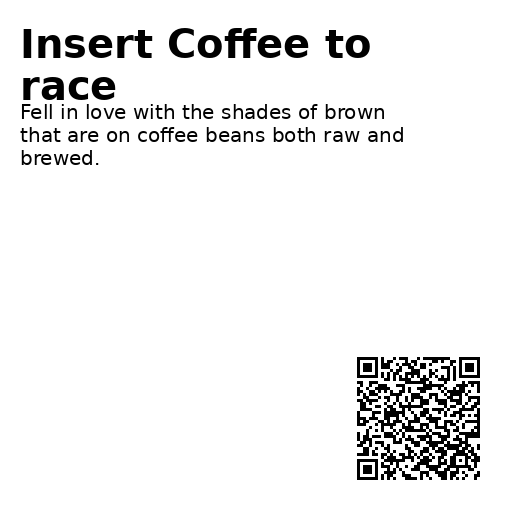 Insert Coffee to
race
Fell in love with the shades of brown
that are on coffee beans both raw and
brewed.